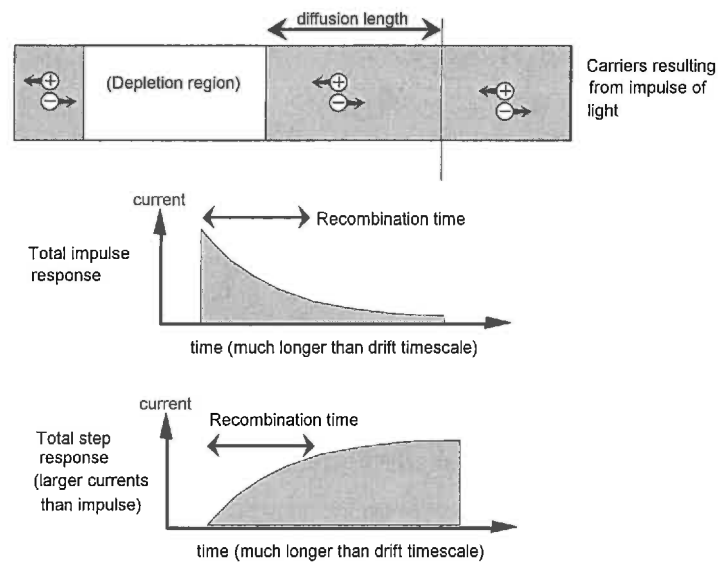 diffusion length
(Depletion region)
Carriers resulting
from impulse of
light
current
Recombination time
Total impulse
response
time (much longer than drift timescale)
current
Recombination time
Total step
response
(larger currents
than impulse)
time (much longer than drift timescale)